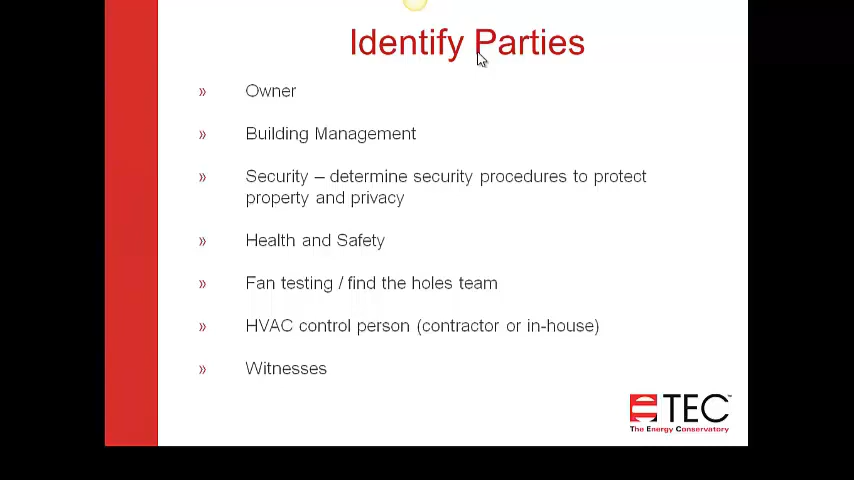 Identify Parties
» Owner
» Building Management
» Security – determine security procedures to protect
property and privacy
» Health and Safety
» Fan testing / find the holes team
» HVAC control person (contractor or in-house)
» Witnesses
TEC™
The Energy Conservatory